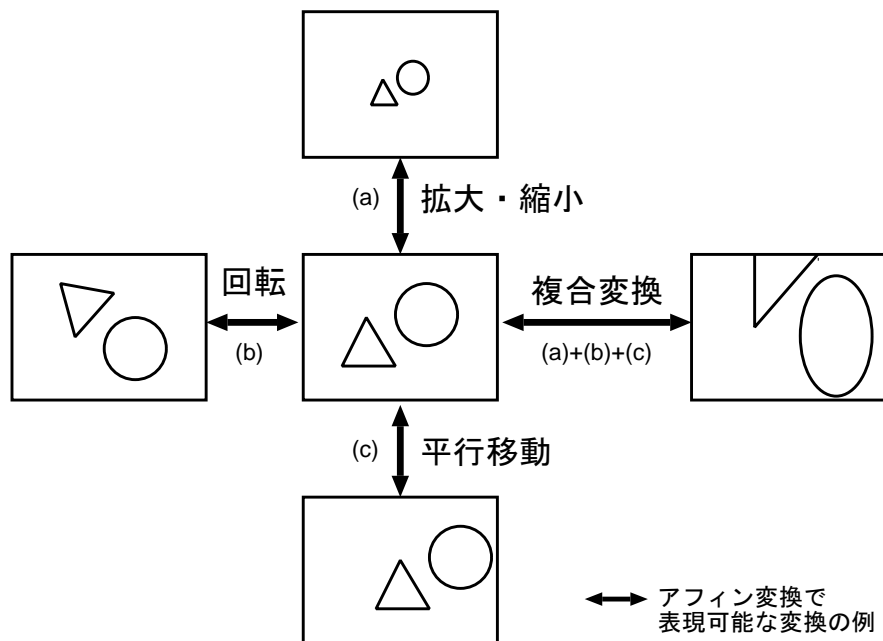 (a) 拡大・縮小
回転
(b)
複合変換
(a)+(b)+(c)
(c) 平行移動
アフィン変換で
表現可能な変換の例